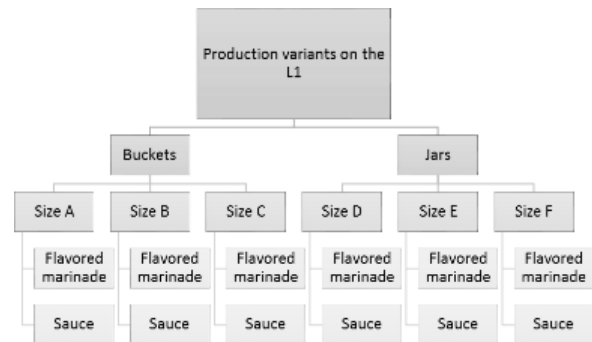 Production variants on the
L1
Buckets
Jars
Size A
Size B
Size C
Size D
Size E
Size F
Flavored
marinade
Flavored
marinade
Flavored
marinade
Flavored
marinade
Flavored
marinade
Flavored
marinade
Sauce
Sauce
Sauce
Sauce
Sauce
Sauce